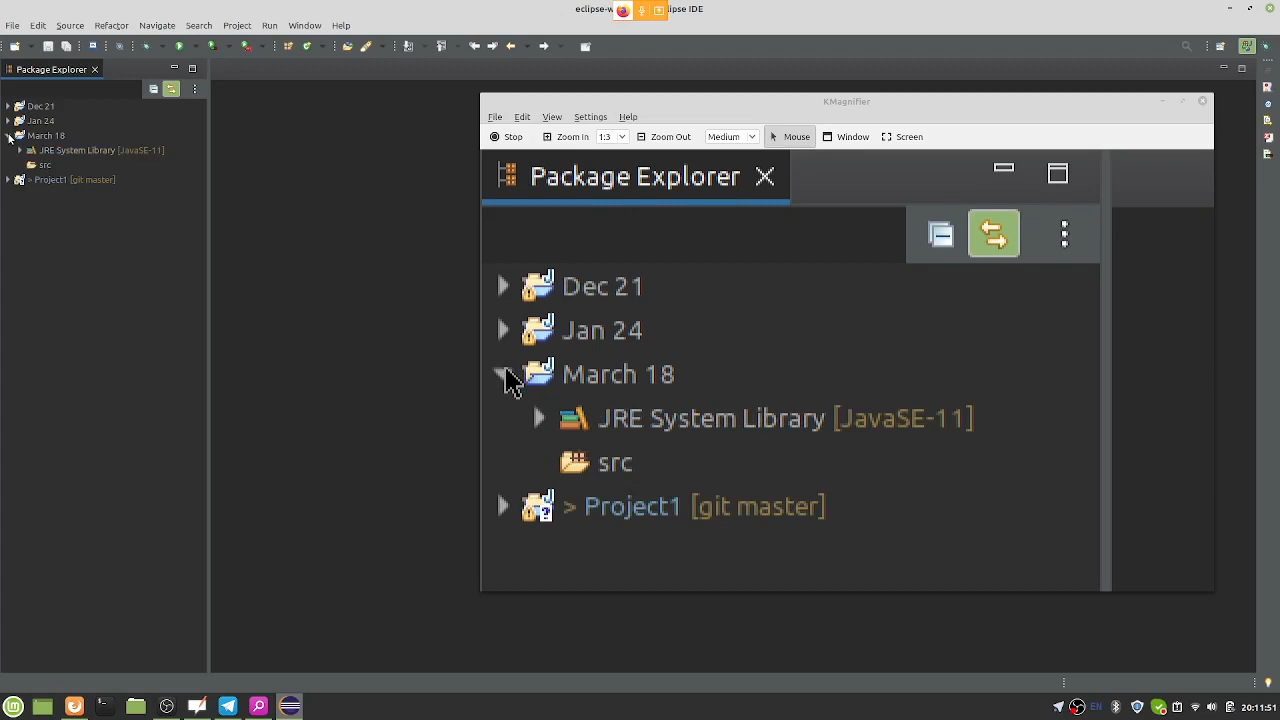 eclipse-w
lipse IDE
File Edit Source Refactor Navigate Search Project Run Window Help
Package Explorer
Dec 21
Jan 24
March 18
JRE System Library [JavaSE-11]
src
> Project1 [git master]
KMagnifier
File Edit View Settings Help
Stop Zoom In 1:3 Zoom Out Medium Mouse Window Screen
Package Explorer
Dec 21
Jan 24
March 18
JRE System Library [JavaSE-11]
src
> Project1 [git master]
EN 20:11:51